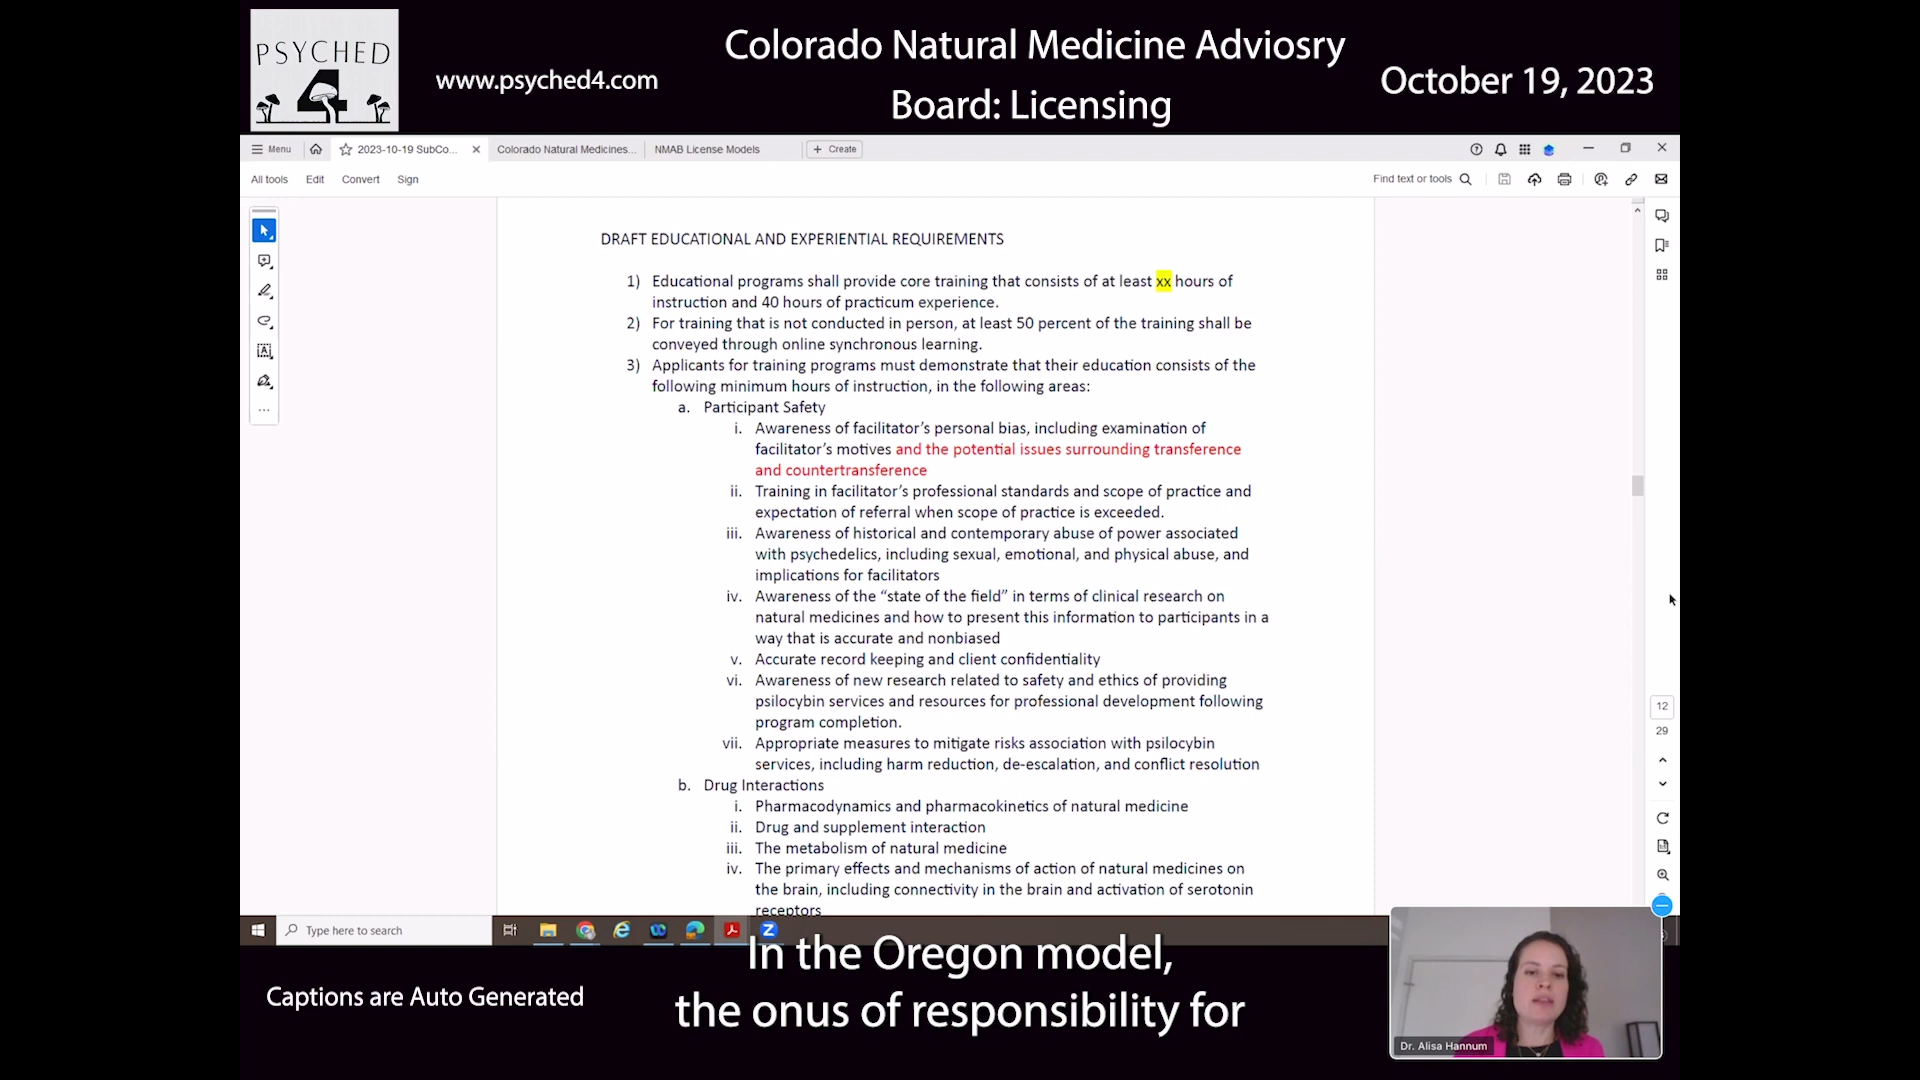 PSYCHED
4
www.psyched4.com
Colorado Natural Medicine Adviosry
Board: Licensing
October 19, 2023
Menu
2023-10-19 SubCo...
Colorado Natural Medicines...
NMAB License Models
Create
All tools
Edit
Convert
Sign
Find text or tools
DRAFT EDUCATIONAL AND EXPERIENTIAL REQUIREMENTS
1) Educational programs shall provide core training that consists of at least xx hours of
instruction and 40 hours of practicum experience.
2) For training that is not conducted in person, at least 50 percent of the training shall be
conveyed through online synchronous learning.
3) Applicants for training programs must demonstrate that their education consists of the
following minimum hours of instruction, in the following areas:
a. Participant Safety
i. Awareness of facilitator’s personal bias, including examination of
facilitator’s motives and the potential issues surrounding transference
and countertransference
ii. Training in facilitator’s professional standards and scope of practice and
expectation of referral when scope of practice is exceeded.
iii. Awareness of historical and contemporary abuse of power associated
with psychedelics, including sexual, emotional, and physical abuse, and
implications for facilitators
iv. Awareness of the “state of the field” in terms of clinical research on
natural medicines and how to present this information to participants in a
way that is accurate and nonbiased
v. Accurate record keeping and client confidentiality
vi. Awareness of new research related to safety and ethics of providing
psilocybin services and resources for professional development following
program completion.
vii. Appropriate measures to mitigate risks association with psilocybin
services, including harm reduction, de-escalation, and conflict resolution
b. Drug Interactions
i. Pharmacodynamics and pharmacokinetics of natural medicine
ii. Drug and supplement interaction
iii. The metabolism of natural medicine
iv. The primary effects and mechanisms of action of natural medicines on
the brain, including connectivity in the brain and activation of serotonin
receptors
12
29
Type here to search
In the Oregon model,
the onus of responsibility for
Captions are Auto Generated
Dr. Alisa Hannum